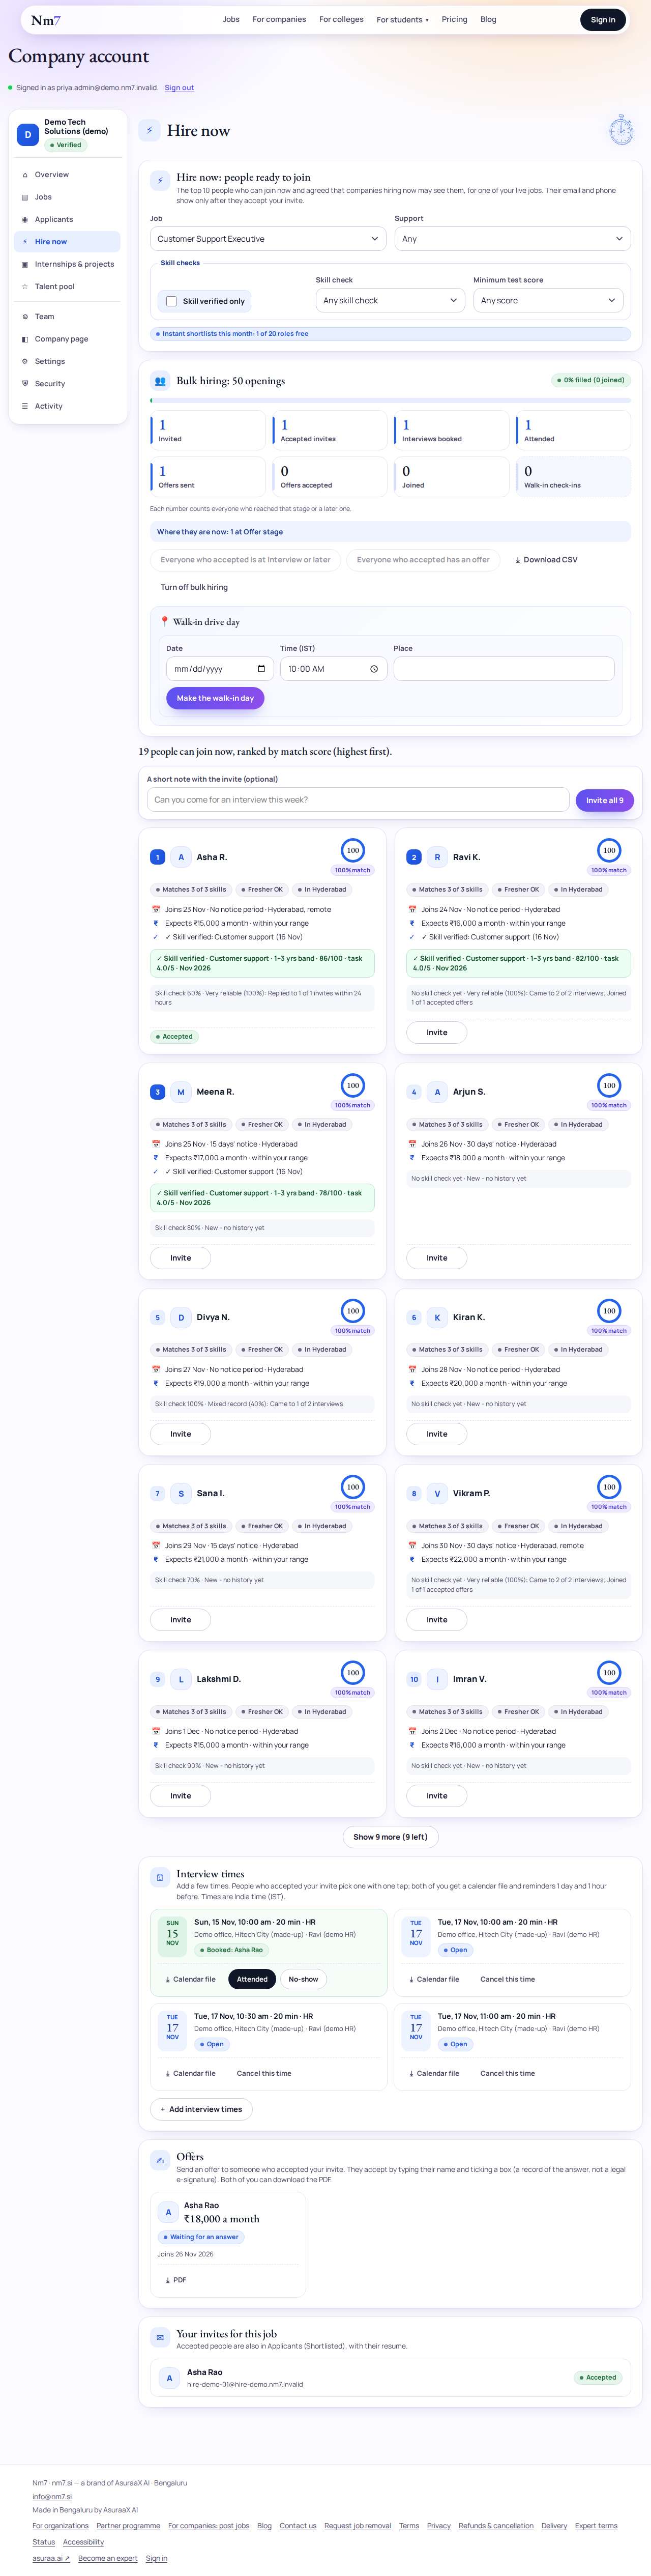 Nm7
Jobs For companies For colleges For students ▾ Pricing Blog
Sign in
Company account
Signed in as priya.admin@demo.nm7.invalid. Sign out
D
Demo Tech
Solutions (demo)
Verified
Overview
Jobs
Applicants
Hire now
Internships & projects
Talent pool
Team
Company page
Settings
Security
Activity
Hire now
Hire now: people ready to join
The top 10 people who can join now and agreed that companies hiring now may see them, for one of your live jobs. Their email and phone
show only after they accept your invite.
Job
Customer Support Executive
Support
Any
Skill checks
Skill verified only
Skill check
Any skill check
Minimum test score
Any score
Instant shortlists this month: 1 of 20 roles free
Bulk hiring: 50 openings
0% filled (0 joined)
1
Invited
1
Accepted invites
1
Interviews booked
1
Attended
1
Offers sent
0
Offers accepted
0
Joined
0
Walk-in check-ins
Each number counts everyone who reached that stage or a later one.
Where they are now: 1 at Offer stage
Everyone who accepted is at Interview or later
Everyone who accepted has an offer
Download CSV
Turn off bulk hiring
Walk-in drive day
Date
mm/dd/yyyy
Time (IST)
10:00 AM
Place
Make the walk-in day
19 people can join now, ranked by match score (highest first).
A short note with the invite (optional)
Can you come for an interview this week?
Invite all 9
1 A Asha R.
100
100% match
Matches 3 of 3 skills Fresher OK In Hyderabad
Joins 23 Nov · No notice period · Hyderabad, remote
₹ Expects ₹15,000 a month · within your range
✓ ✓ Skill verified: Customer support (16 Nov)
✓ Skill verified · Customer support · 1–3 yrs band · 86/100 · task
4.0/5 · Nov 2026
Skill check 60% · Very reliable (100%): Replied to 1 of 1 invites within 24
hours
Accepted
2 R Ravi K.
100
100% match
Matches 3 of 3 skills Fresher OK In Hyderabad
Joins 24 Nov · No notice period · Hyderabad
₹ Expects ₹16,000 a month · within your range
✓ ✓ Skill verified: Customer support (16 Nov)
✓ Skill verified · Customer support · 1–3 yrs band · 82/100 · task
4.0/5 · Nov 2026
No skill check yet · Very reliable (100%): Came to 2 of 2 interviews; Joined
1 of 1 accepted offers
Invite
3 M Meena R.
100
100% match
Matches 3 of 3 skills Fresher OK In Hyderabad
Joins 25 Nov · 15 days' notice · Hyderabad
₹ Expects ₹17,000 a month · within your range
✓ ✓ Skill verified: Customer support (16 Nov)
✓ Skill verified · Customer support · 1–3 yrs band · 78/100 · task
4.0/5 · Nov 2026
Skill check 80% · New - no history yet
Invite
4 A Arjun S.
100
100% match
Matches 3 of 3 skills Fresher OK In Hyderabad
Joins 26 Nov · 30 days' notice · Hyderabad
₹ Expects ₹18,000 a month · within your range
No skill check yet · New - no history yet
Invite
5 D Divya N.
100
100% match
Matches 3 of 3 skills Fresher OK In Hyderabad
Joins 27 Nov · No notice period · Hyderabad
₹ Expects ₹19,000 a month · within your range
Skill check 100% · Mixed record (40%): Came to 1 of 2 interviews
Invite
6 K Kiran K.
100
100% match
Matches 3 of 3 skills Fresher OK In Hyderabad
Joins 28 Nov · No notice period · Hyderabad
₹ Expects ₹20,000 a month · within your range
No skill check yet · New - no history yet
Invite
7 S Sana I.
100
100% match
Matches 3 of 3 skills Fresher OK In Hyderabad
Joins 29 Nov · 15 days' notice · Hyderabad
₹ Expects ₹21,000 a month · within your range
Skill check 70% · New - no history yet
Invite
8 V Vikram P.
100
100% match
Matches 3 of 3 skills Fresher OK In Hyderabad
Joins 30 Nov · 30 days' notice · Hyderabad, remote
₹ Expects ₹22,000 a month · within your range
No skill check yet · Very reliable (100%): Came to 2 of 2 interviews; Joined
1 of 1 accepted offers
Invite
9 L Lakshmi D.
100
100% match
Matches 3 of 3 skills Fresher OK In Hyderabad
Joins 1 Dec · No notice period · Hyderabad
₹ Expects ₹15,000 a month · within your range
Skill check 90% · New - no history yet
Invite
10 I Imran V.
100
100% match
Matches 3 of 3 skills Fresher OK In Hyderabad
Joins 2 Dec · No notice period · Hyderabad
₹ Expects ₹16,000 a month · within your range
No skill check yet · New - no history yet
Invite
Show 9 more (9 left)
Interview times
Add a few times. People who accepted your invite pick one with one tap; both of you get a calendar file and reminders 1 day and 1 hour
before. Times are India time (IST).
SUN
15
NOV
Sun, 15 Nov, 10:00 am · 20 min · HR
Demo office, Hitech City (made-up) · Ravi (demo HR)
Booked: Asha Rao
Calendar file Attended No-show
TUE
17
NOV
Tue, 17 Nov, 10:00 am · 20 min · HR
Demo office, Hitech City (made-up) · Ravi (demo HR)
Open
Calendar file Cancel this time
TUE
17
NOV
Tue, 17 Nov, 10:30 am · 20 min · HR
Demo office, Hitech City (made-up) · Ravi (demo HR)
Open
Calendar file Cancel this time
TUE
17
NOV
Tue, 17 Nov, 11:00 am · 20 min · HR
Demo office, Hitech City (made-up) · Ravi (demo HR)
Open
Calendar file Cancel this time
+ Add interview times
Offers
Send an offer to someone who accepted your invite. They accept by typing their name and ticking a box (a record of the answer, not a legal
e-signature). Both of you can download the PDF.
A
Asha Rao
₹18,000 a month
Waiting for an answer
Joins 26 Nov 2026
PDF
Your invites for this job
Accepted people are also in Applicants (Shortlisted), with their resume.
A
Asha Rao
hire-demo-01@hire-demo.nm7.invalid
Accepted
Nm7 · nm7.si — a brand of AsuraaX AI · Bengaluru
info@nm7.si
Made in Bengaluru by AsuraaX AI
For organizations Partner programme For companies: post jobs Blog Contact us Request job removal Terms Privacy Refunds & cancellation Delivery Expert terms
Status Accessibility
asuraa.ai ↗ Become an expert Sign in